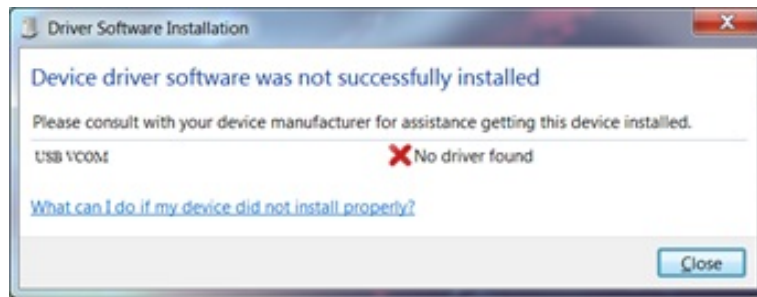 Driver Software Installation
Device driver software was not successfully installed
Please consult with your device manufacturer for assistance getting this device installed.
USB VCOM No driver found
What can I do if my device did not install properly?
Close